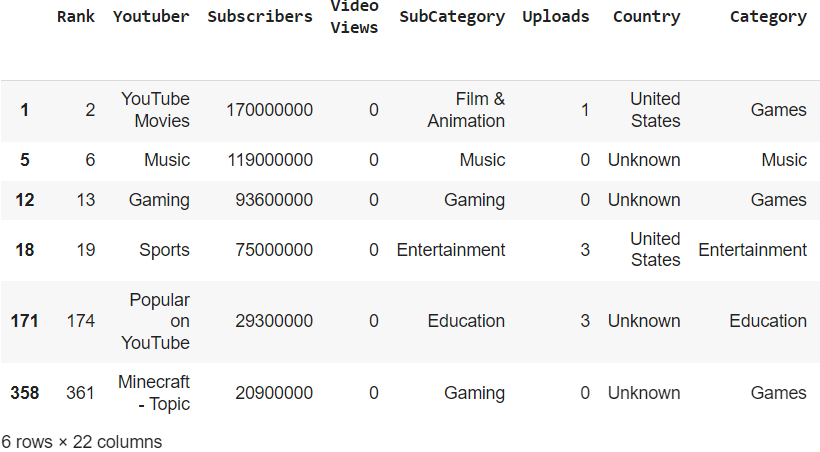 Rank Youtuber Subscribers Video Views SubCategory Uploads Country Category
1 2 YouTube Movies 170000000 0 Film & Animation 1 United States Games
5 6 Music 119000000 0 Music 0 Unknown Music
12 13 Gaming 93600000 0 Gaming 0 Unknown Games
18 19 Sports 75000000 0 Entertainment 3 United States Entertainment
171 174 Popular on YouTube 29300000 0 Education 3 Unknown Education
358 361 Minecraft - Topic 20900000 0 Gaming 0 Unknown Games
6 rows × 22 columns